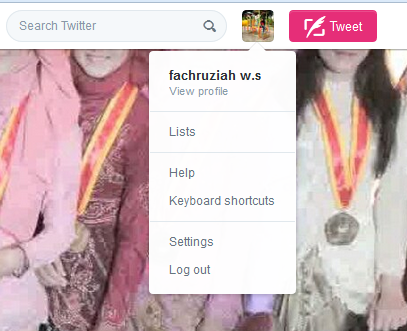 Search Twitter
Tweet
fachruziah w.s
View profile
Lists
Help
Keyboard shortcuts
Settings
Log out